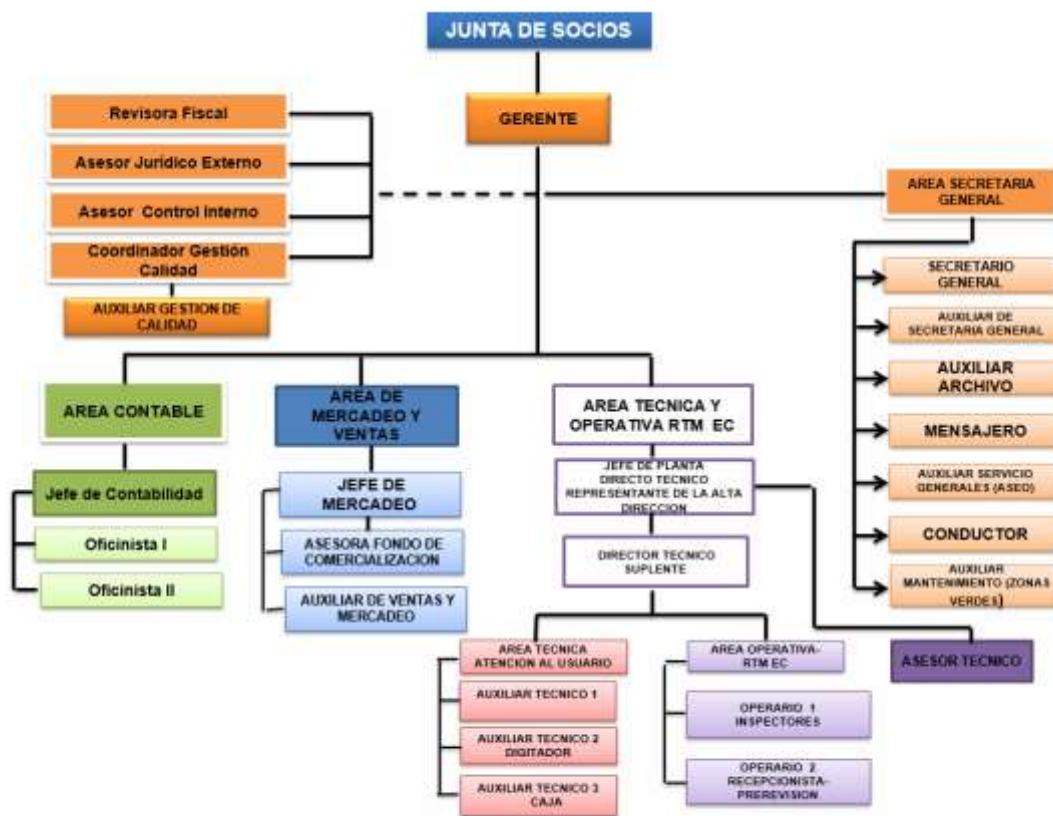 JUNTA DE SOCIOS
GERENTE
Revisora Fiscal
Asesor Jurídico Externo
Asesor Control Interno
Coordinador Gestión
Calidad
AUXILIAR GESTION DE
CALIDAD
AREA SECRETARIA
GENERAL
SECRETARIO
GENERAL
AUXILIAR DE
SECRETARIA GENERAL
AUXILIAR
ARCHIVO
MENSAJERO
AUXILIAR SERVICIO
GENERALES (ASEO)
CONDUCTOR
AUXILIAR
MANTENIMIENTO (ZONAS
VERDES)
AREA CONTABLE
Jefe de Contabilidad
Oficinista I
Oficinista II
AREA DE
MERCADEO Y
VENTAS
JEFE DE
MERCADEO
ASESORA FONDO DE
COMERCIALIZACION
AUXILIAR DE VENTAS Y
MERCADEO
AREA TECNICA Y
OPERATIVA RTM EC
JEFE DE PLANTA
DIRECTO TECNICO
REPRESENTANTE DE LA ALTA
DIRECCION
DIRECTOR TECNICO
SUPLENTE
AREA TECNICA
ATENCION AL USUARIO
AUXILIAR TECNICO 1
AUXILIAR TECNICO 2
DIGITADOR
AUXILIAR TECNICO 3
CAJA
AREA OPERATIVA-
RTM EC
OPERARIO 1
INSPECTORES
OPERARIO 2
RECEPCIONISTA-
PREREVISION
ASESOR TECNICO